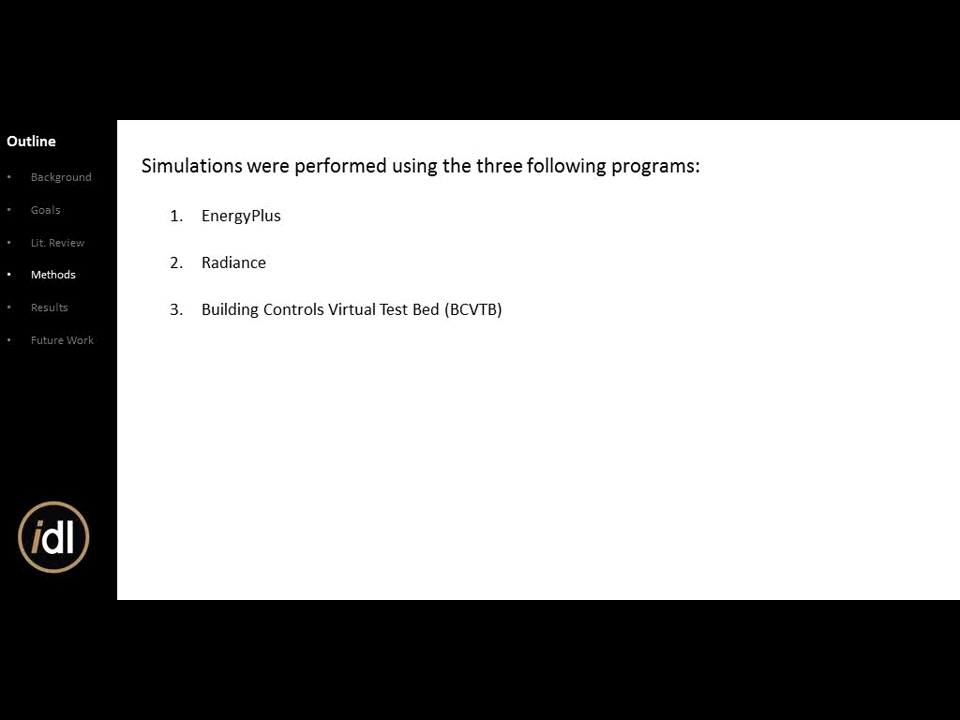 Outline
• Background
• Goals
• Lit. Review
• Methods
• Results
• Future Work
idl
Simulations were performed using the three following programs:
1. EnergyPlus
2. Radiance
3. Building Controls Virtual Test Bed (BCVTB)